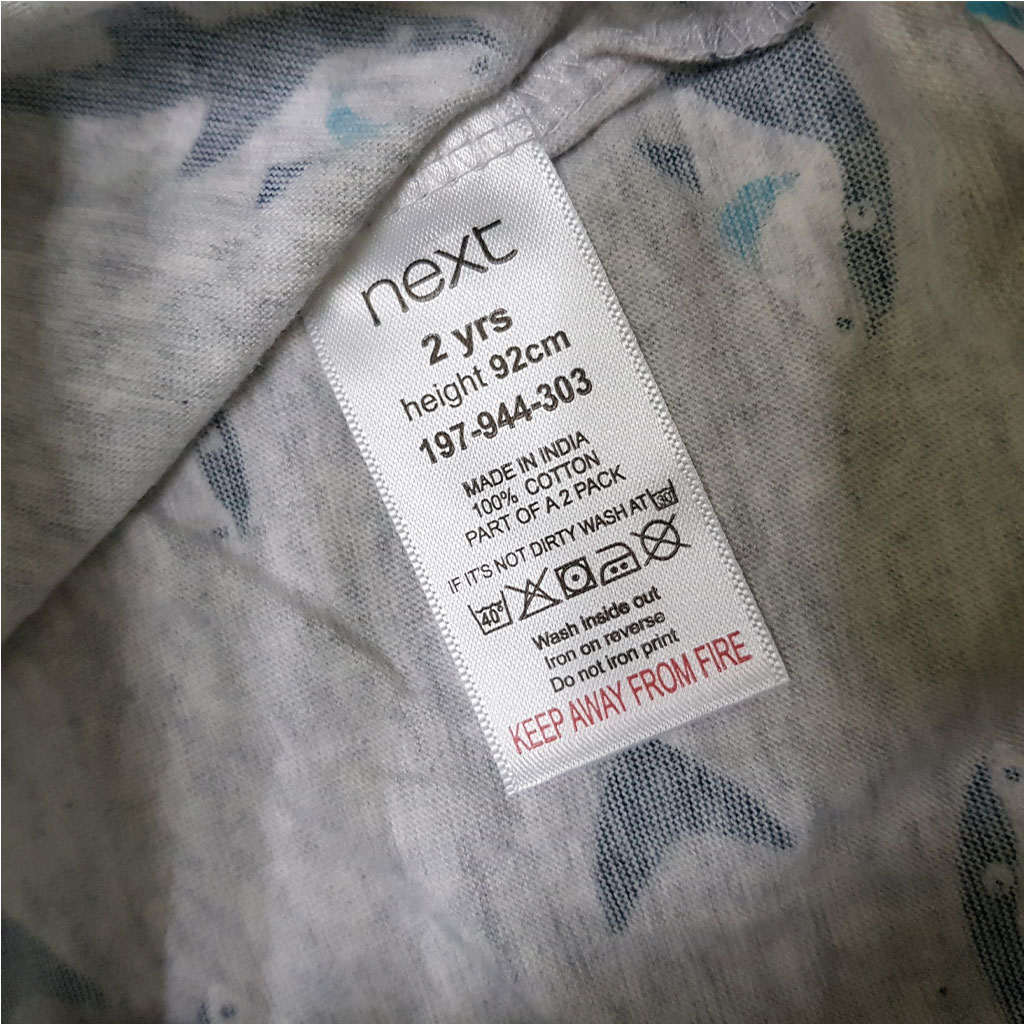 next
2 yrs
height 92cm
197-944-303
MADE IN INDIA
100% COTTON
PART OF A 2 PACK
IF IT'S NOT DIRTY WASH AT 30°
40°
Wash inside out
Iron on reverse
Do not iron print
KEEP AWAY FROM FIRE